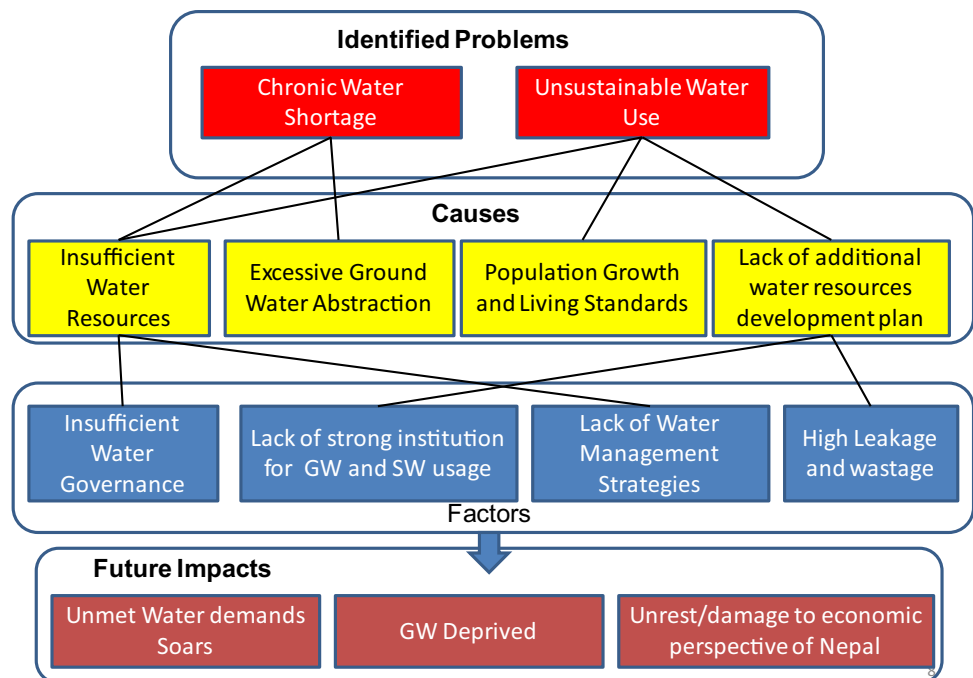 Identified Problems
Chronic Water
Shortage
Unsustainable Water
Use
Causes
Insufficient
Water
Resources
Excessive Ground
Water Abstraction
Population Growth
and Living Standards
Lack of additional
water resources
development plan
Insufficient
Water
Governance
Lack of strong institution
for GW and SW usage
Lack of Water
Management
Strategies
High Leakage
and wastage
Factors
Future Impacts
Unmet Water demands
Soars
GW Deprived
Unrest/damage to economic
perspective of Nepal